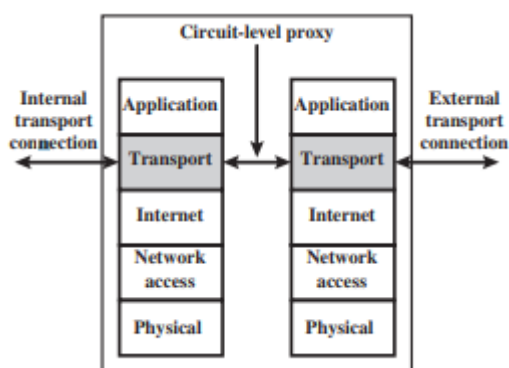 Circuit-level proxy
Internal
transport
connection
Application
Transport
Internet
Network
access
Physical
Application
Transport
Internet
Network
access
Physical
External
transport
connection